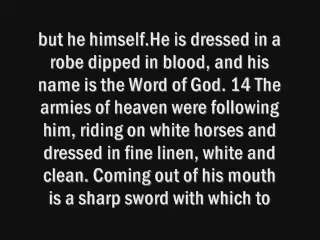 but he himself.He is dressed in a
robe dipped in blood, and his
name is the Word of God. 14 The
armies of heaven were following
him, riding on white horses and
dressed in fine linen, white and
clean. Coming out of his mouth
is a sharp sword with which to